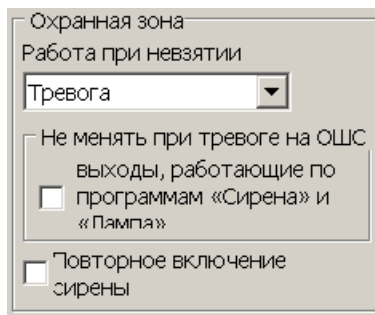 Охранная зона
Работа при невзятии
Тревога
Не менять при тревоге на ОШС
выходы, работающие по
программам «Сирена» и
«Лампа»
Повторное включение
сирены